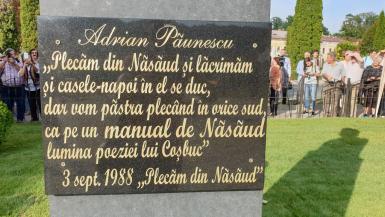 Adrian Păunescu
„Plecăm din Năsăud și lăcrimăm
și casele-napoi în el se duc,
dar vom păstra plecând în orice sud,
ca pe un manual de Năsăud
lumina poeziei lui Coșbuc”
3 sept. 1988 „Plecăm din Năsăud”